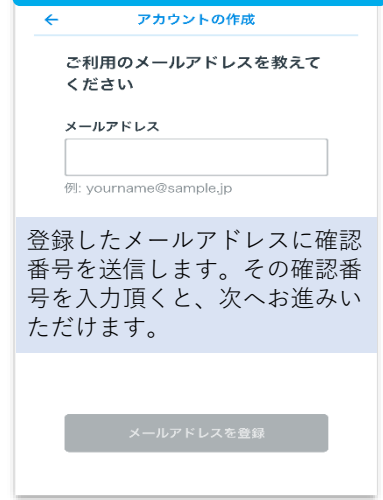 ← アカウントの作成
ご利用のメールアドレスを教えて
ください
メールアドレス
例: yourname@sample.jp
登録したメールアドレスに確認
番号を送信します。その確認番
号を入力頂くと、次へお進みい
ただけます。
メールアドレスを登録